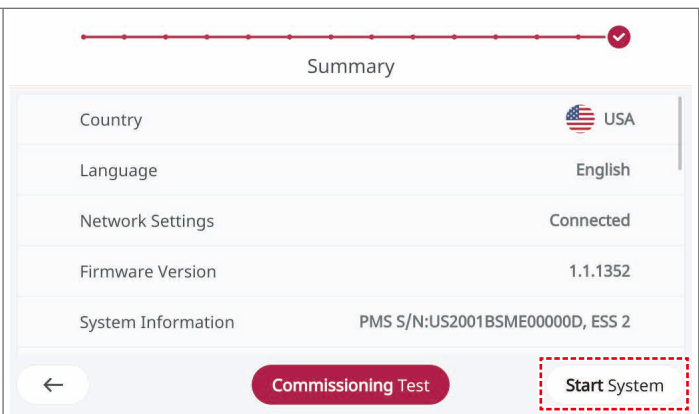 Summary
Country USA
Language English
Network Settings Connected
Firmware Version 1.1.1352
System Information PMS S/N:US2001BSME00000D, ESS 2
Commissioning Test
Start System